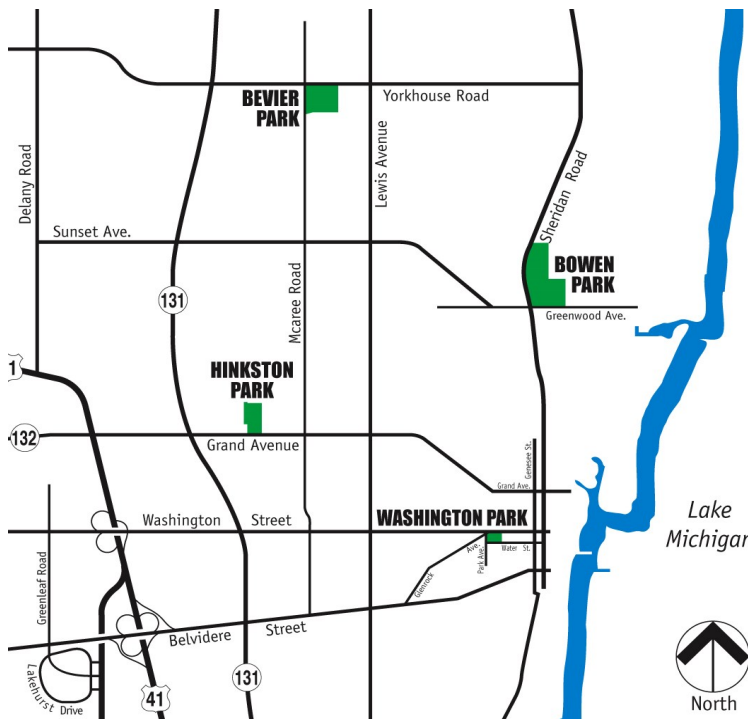 BEVIER
PARK
Yorkhouse Road
Delany Road
Lewis Avenue
Sheridan Road
Sunset Ave.
BOWEN
PARK
131
Mcaree Road
Greenwood Ave.
1
HINKSTON
PARK
132
Grand Avenue
Genesee St.
Grand Ave.
Washington Street
WASHINGTON PARK
Lake
Michigan
Greenleaf Road
Glenrock Ave.
Park Ave.
Water St.
Belvidere Street
Lakehurst Drive
41
131
North